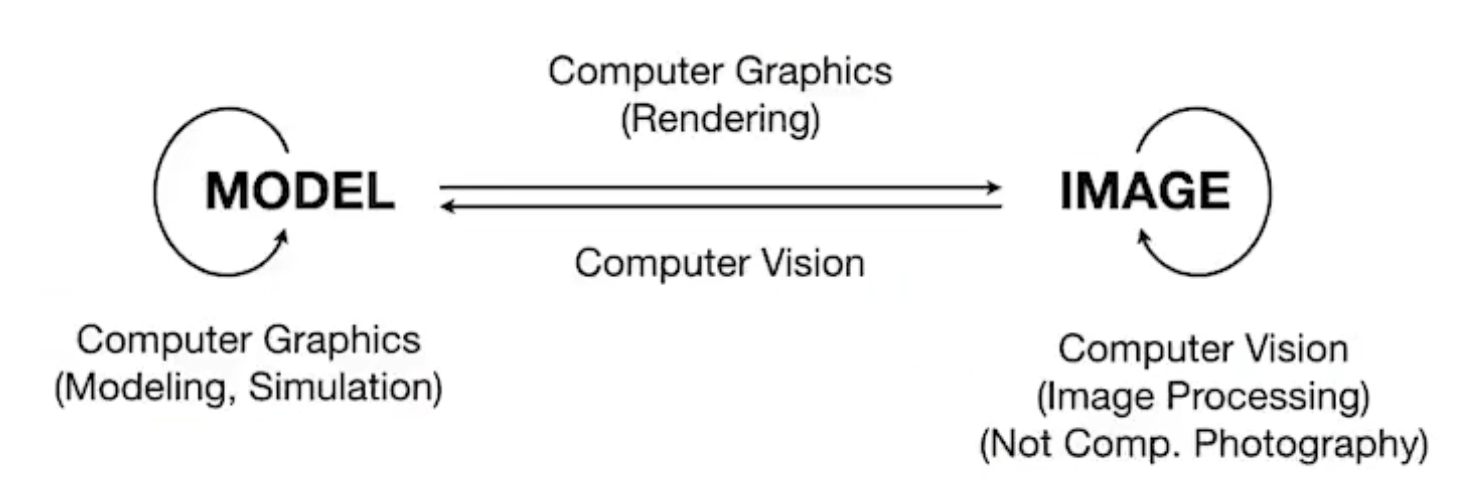 Computer Graphics
(Rendering)
MODEL
IMAGE
Computer Vision
Computer Graphics
(Modeling, Simulation)
Computer Vision
(Image Processing)
(Not Comp. Photography)